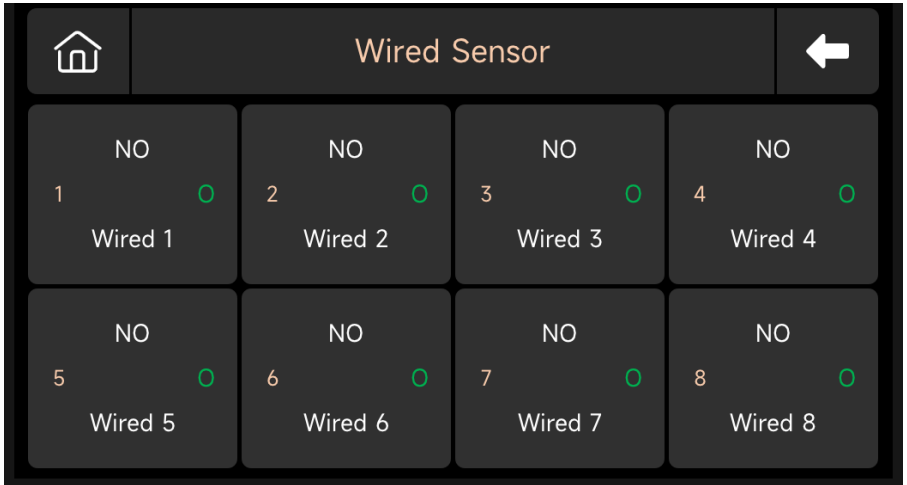 Wired Sensor
NO
1 O
Wired 1
NO
2 O
Wired 2
NO
3 O
Wired 3
NO
4 O
Wired 4
NO
5 O
Wired 5
NO
6 O
Wired 6
NO
7 O
Wired 7
NO
8 O
Wired 8